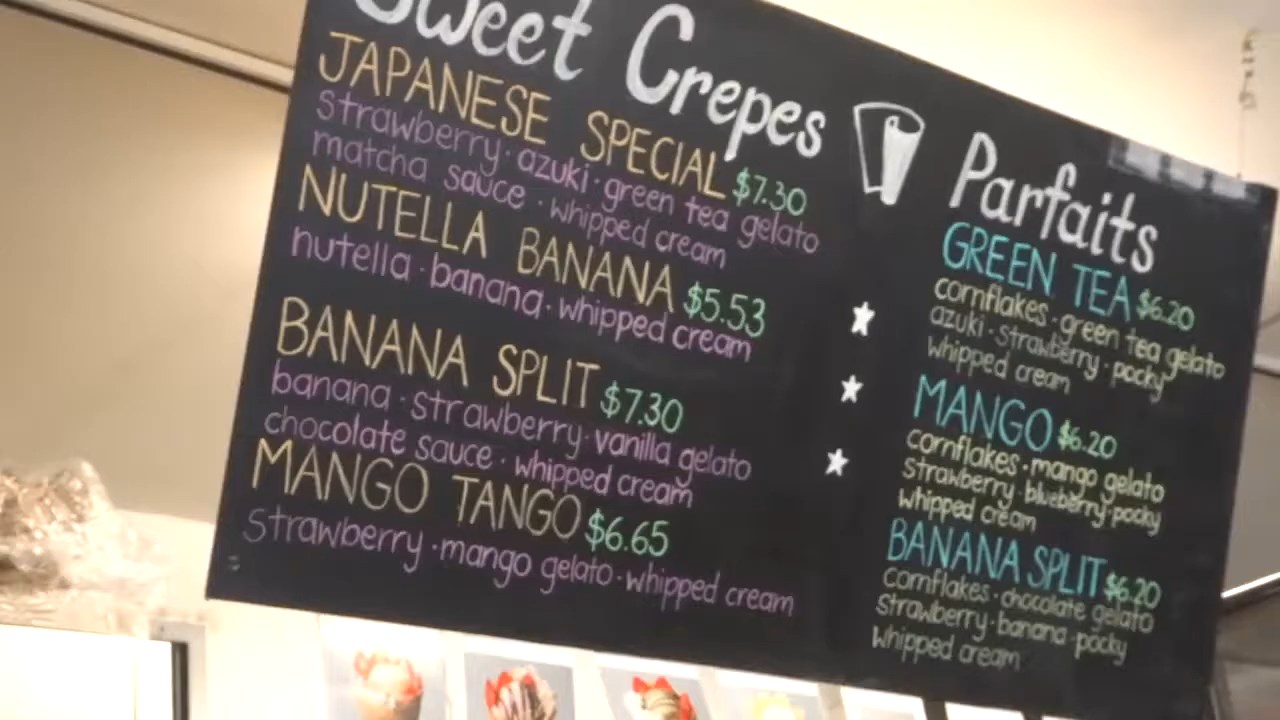 Sweet Crepes
JAPANESE SPECIAL $7.30
strawberry · azuki · green tea gelato
matcha sauce · whipped cream
NUTELLA BANANA $5.53
nutella · banana · whipped cream
BANANA SPLIT $7.30
banana · strawberry · vanilla gelato
chocolate sauce · whipped cream
MANGO TANGO $6.65
strawberry · mango gelato · whipped cream
Parfaits
GREEN TEA $6.20
cornflakes · green tea gelato
azuki · strawberry · pocky
whipped cream
MANGO $6.20
cornflakes · mango gelato
strawberry · blueberry · pocky
whipped cream
BANANA SPLIT $6.20
cornflakes · chocolate gelato
strawberry · banana · pocky
whipped cream